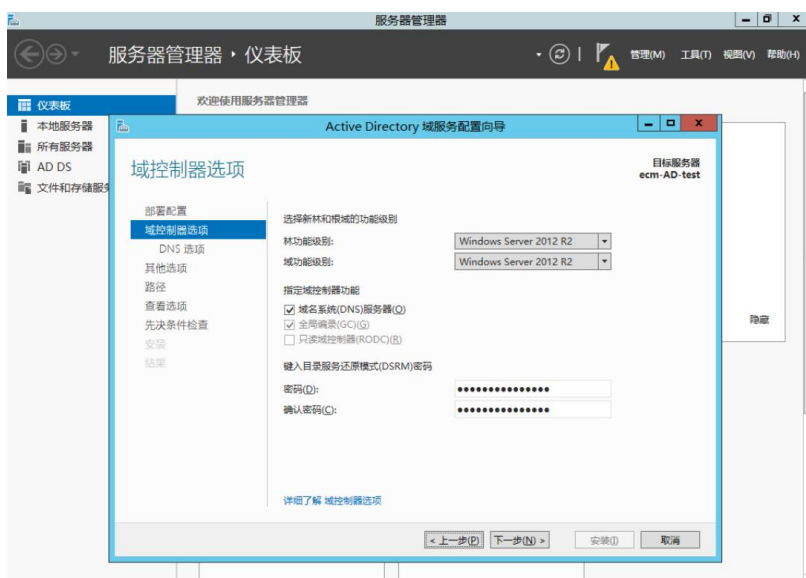 服务器管理器
服务器管理器 · 仪表板
管理(M) 工具(T) 视图(V) 帮助(H)
仪表板
本地服务器
所有服务器
AD DS
文件和存储服务
欢迎使用服务器管理器
Active Directory 域服务配置向导
域控制器选项
目标服务器
ecm-AD-test
部署配置
域控制器选项
DNS 选项
其他选项
路径
查看选项
先决条件检查
安装
结果
选择新林和根域的功能级别
林功能级别: Windows Server 2012 R2
域功能级别: Windows Server 2012 R2
指定域控制器功能
域名系统(DNS)服务器(O)
全局编录(GC)(G)
只读域控制器(RODC)(R)
键入目录服务还原模式(DSRM)密码
密码(D): •••••••••••••••
确认密码(C): •••••••••••••••
详细了解 域控制器选项
< 上一步(P) 下一步(N) > 安装(I) 取消
隐藏